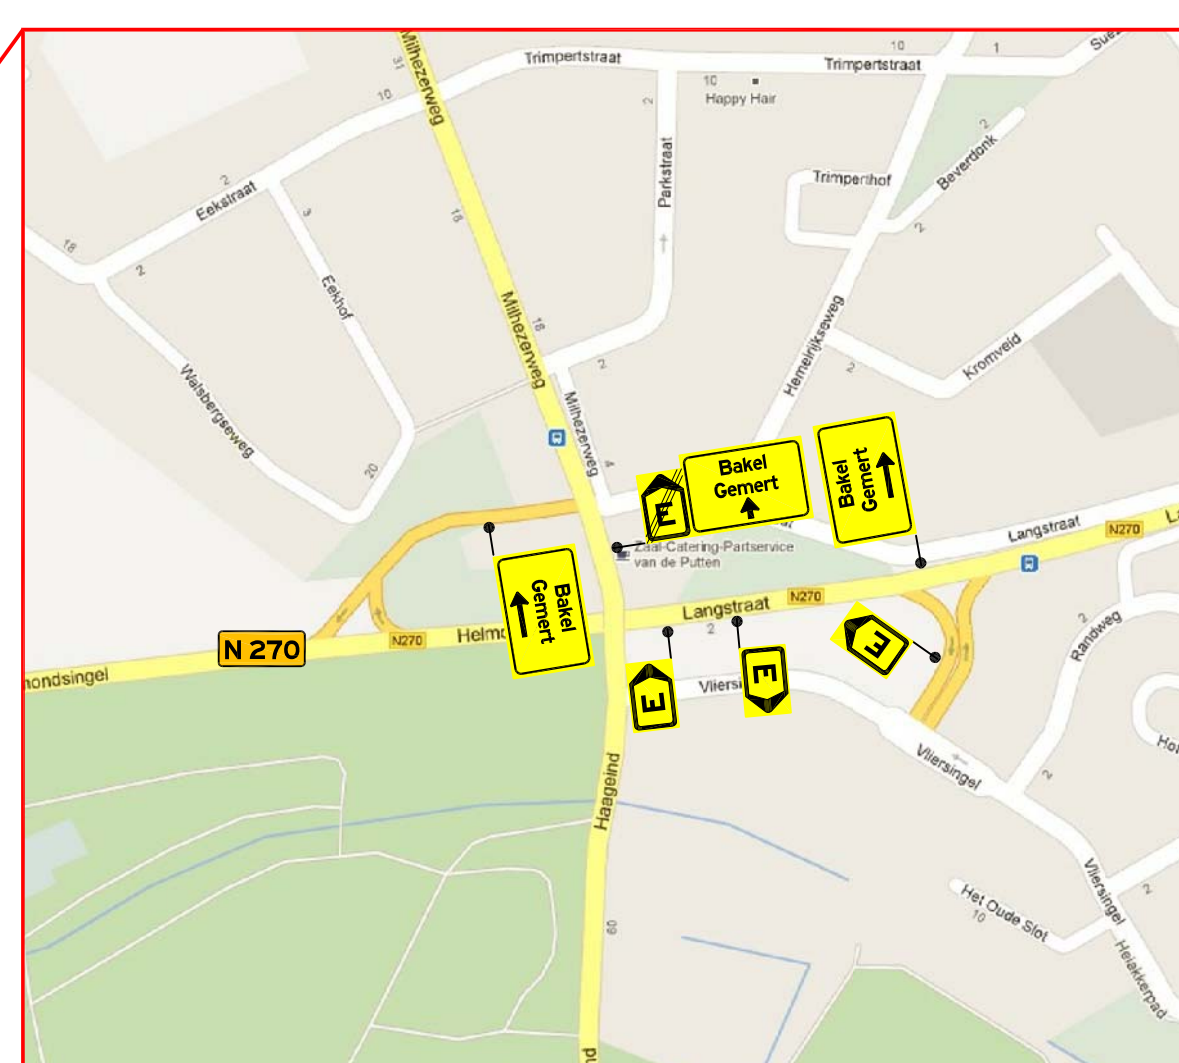 Milhezerweg
31
Trimpertstraat
10
Trimpertstraat
1
10
Happy Hair
10
2
2
Parkstraat
Beverdonk
Trimperthof
2
2
Eekstraat
3
18
18
2
Eekhof
Milhezerweg
18
Hemelrijkseweg
2
Kromveld
2
Walsbergseweg
Milhezerweg
20
4
Bakel
Gemert
E
Bakel
Gemert
Langstraat
N270
Zaal-Catering-Partservice
van de Putten
Bakel
Gemert
N270
Langstraat
2
N270
N 270
E
E
E
2
Randweg
Vliersingel
2
Haageind
Vliersingel
2
Het Oude Slot
10
60
Helakkerpad